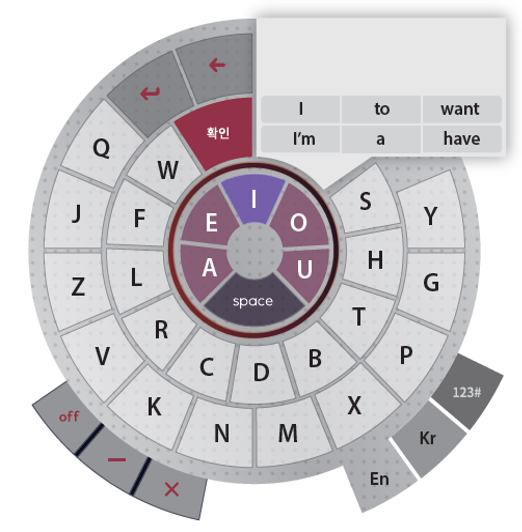 I to want
I'm a have
확인
Q W
J F
Z L
V R
K C
N D
M B
X T
P H
G S
Y
E I O
A U
space
off
−
×
123#
Kr
En